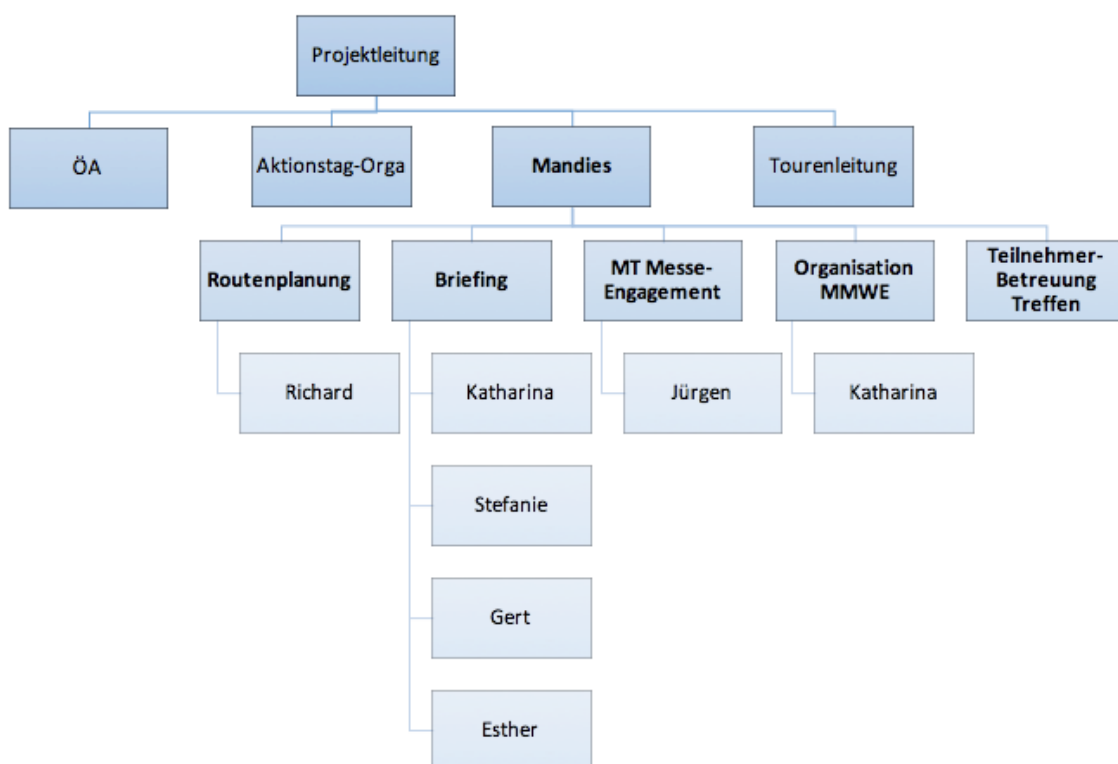 Projektleitung
ÖA
Aktionstag-Orga
Mandies
Tourenleitung
Routenplanung
Briefing
MT Messe-
Engagement
Organisation
MMWE
Teilnehmer-
Betreuung
Treffen
Richard
Katharina
Jürgen
Katharina
Stefanie
Gert
Esther